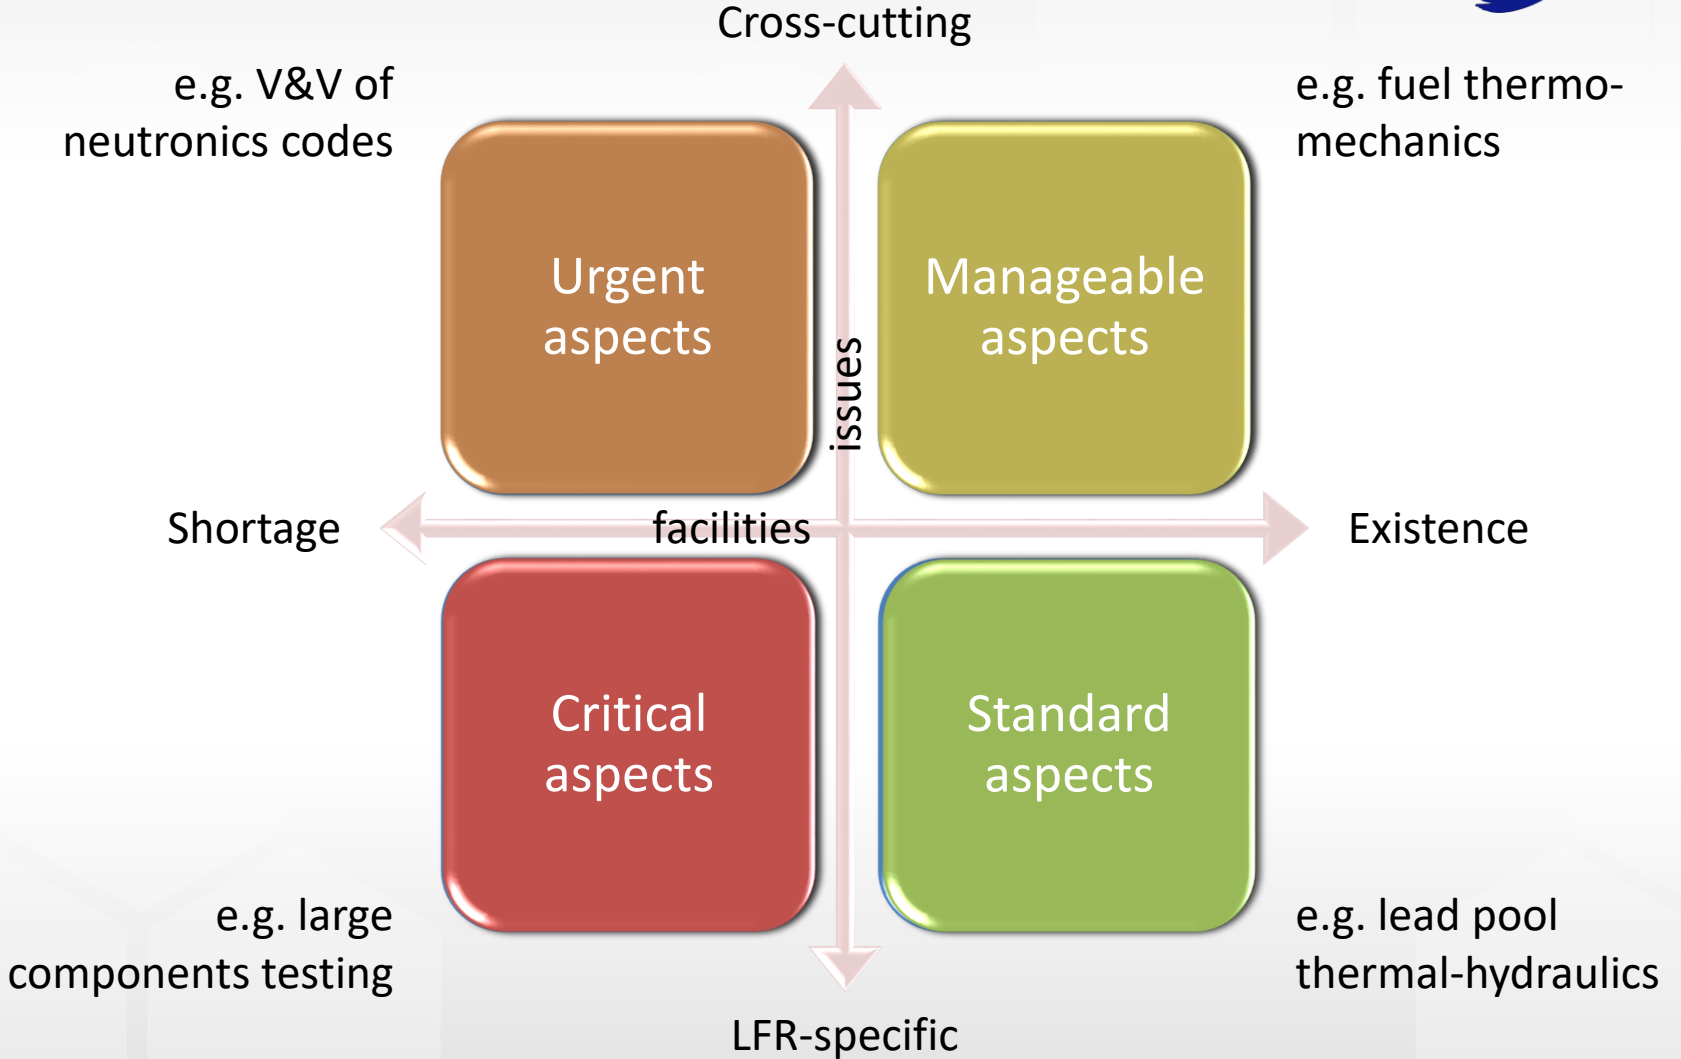 Cross-cutting
e.g. V&V of
neutronics codes
e.g. fuel thermo-
mechanics
Urgent
aspects
Manageable
aspects
issues
Shortage
facilities
Existence
Critical
aspects
Standard
aspects
e.g. large
components testing
e.g. lead pool
thermal-hydraulics
LFR-specific